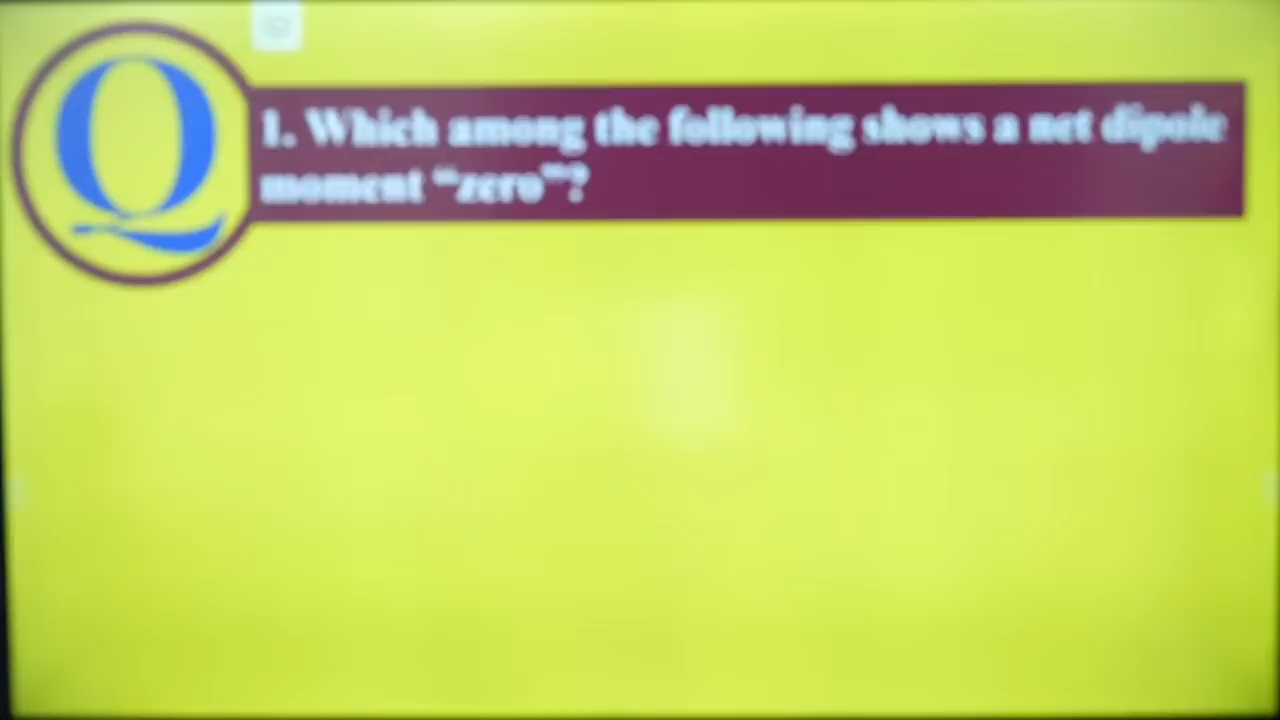 Q
1. Which among the following shows a net dipole
moment “zero”?